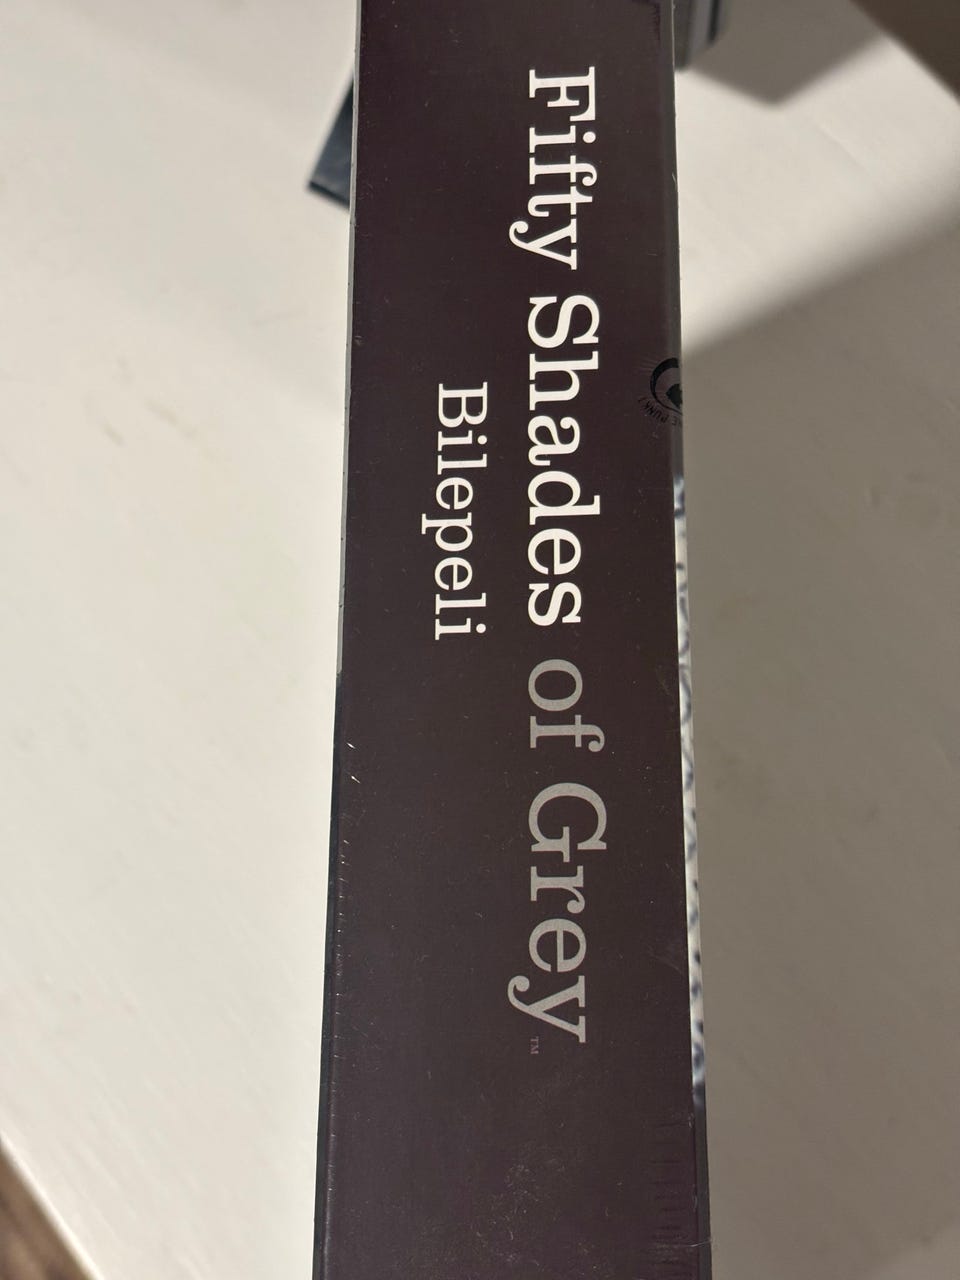 Fifty Shades of Grey™
Bilepeli